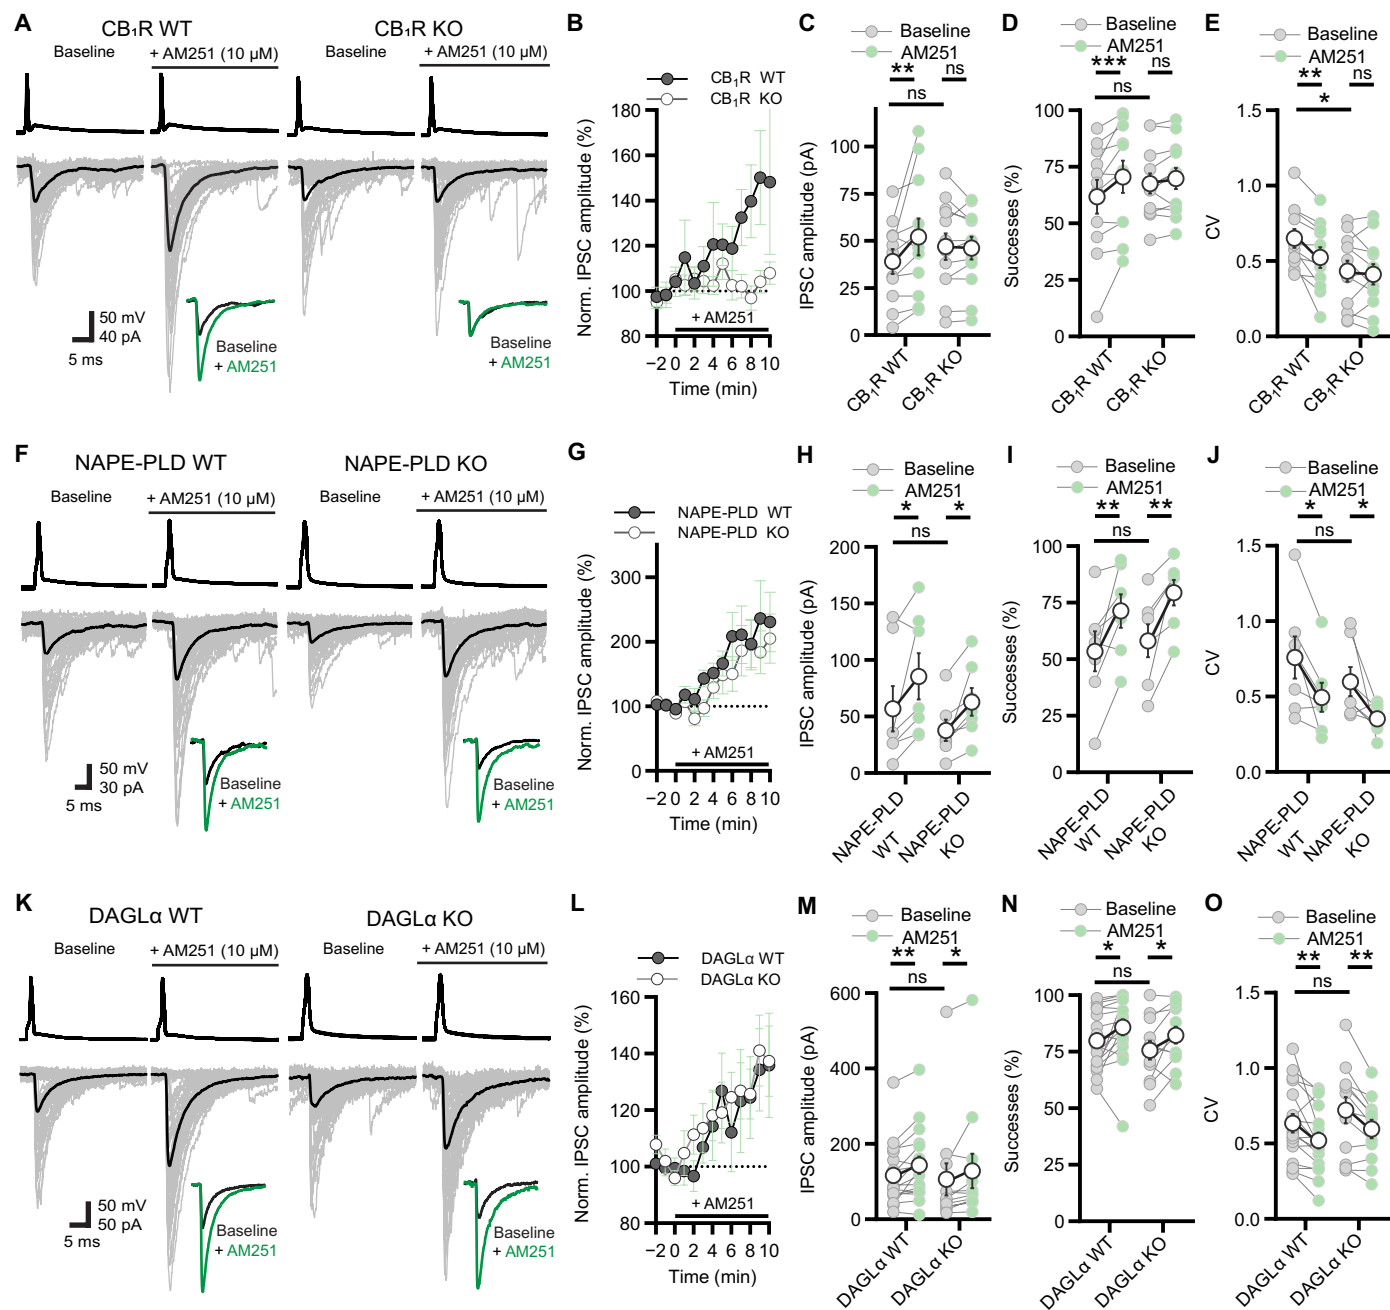 A
CB₁R WT
CB₁R KO
Baseline
+ AM251 (10 µM)
Baseline
+ AM251 (10 µM)
50 mV
40 pA
5 ms
Baseline
+ AM251
Baseline
+ AM251
B
CB₁R WT
CB₁R KO
Norm. IPSC amplitude (%)
180
160
140
120
100
80
+ AM251
−2 0 2 4 6 8 10
Time (min)
C
Baseline
AM251
**
ns
ns
IPSC amplitude (pA)
100
75
50
25
0
CB₁R WT
CB₁R KO
D
Baseline
AM251
***
ns
ns
Successes (%)
100
75
50
25
0
CB₁R WT
CB₁R KO
E
Baseline
AM251
**
ns
*
CV
1.5
1.0
0.5
0.0
CB₁R WT
CB₁R KO
F
NAPE-PLD WT
NAPE-PLD KO
Baseline
+ AM251 (10 µM)
Baseline
+ AM251 (10 µM)
50 mV
30 pA
5 ms
Baseline
+ AM251
Baseline
+ AM251
G
NAPE-PLD WT
NAPE-PLD KO
Norm. IPSC amplitude (%)
300
200
100
0
+ AM251
−2 0 2 4 6 8 10
Time (min)
H
Baseline
AM251
*
*
ns
IPSC amplitude (pA)
200
150
100
50
0
NAPE-PLD
WT
NAPE-PLD
KO
I
Baseline
AM251
**
**
ns
Successes (%)
100
75
50
25
0
NAPE-PLD
WT
NAPE-PLD
KO
J
Baseline
AM251
*
*
ns
CV
1.5
1.0
0.5
0.0
NAPE-PLD
WT
NAPE-PLD
KO
K
DAGLα WT
DAGLα KO
Baseline
+ AM251 (10 µM)
Baseline
+ AM251 (10 µM)
50 mV
50 pA
5 ms
Baseline
+ AM251
Baseline
+ AM251
L
DAGLα WT
DAGLα KO
Norm. IPSC amplitude (%)
160
140
120
100
80
+ AM251
−2 0 2 4 6 8 10
Time (min)
M
Baseline
AM251
**
*
ns
IPSC amplitude (pA)
600
400
200
0
DAGLα WT
DAGLα KO
N
Baseline
AM251
*
*
ns
Successes (%)
100
75
50
25
0
DAGLα WT
DAGLα KO
O
Baseline
AM251
**
**
ns
CV
1.5
1.0
0.5
0.0
DAGLα WT
DAGLα KO